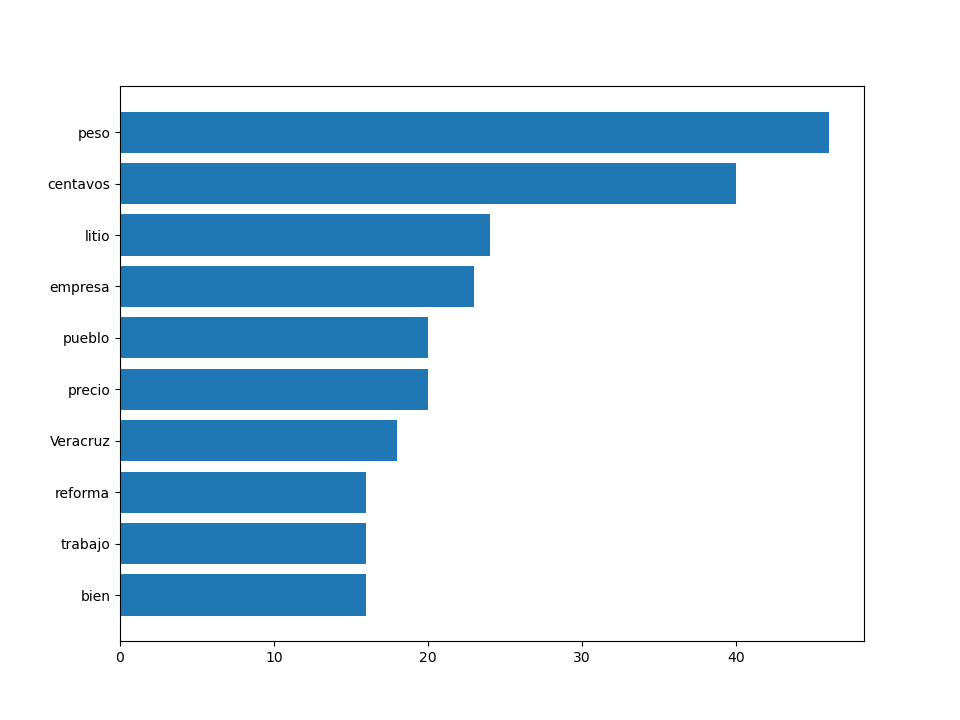 peso
centavos
litio
empresa
pueblo
precio
Veracruz
reforma
trabajo
bien
0 10 20 30 40